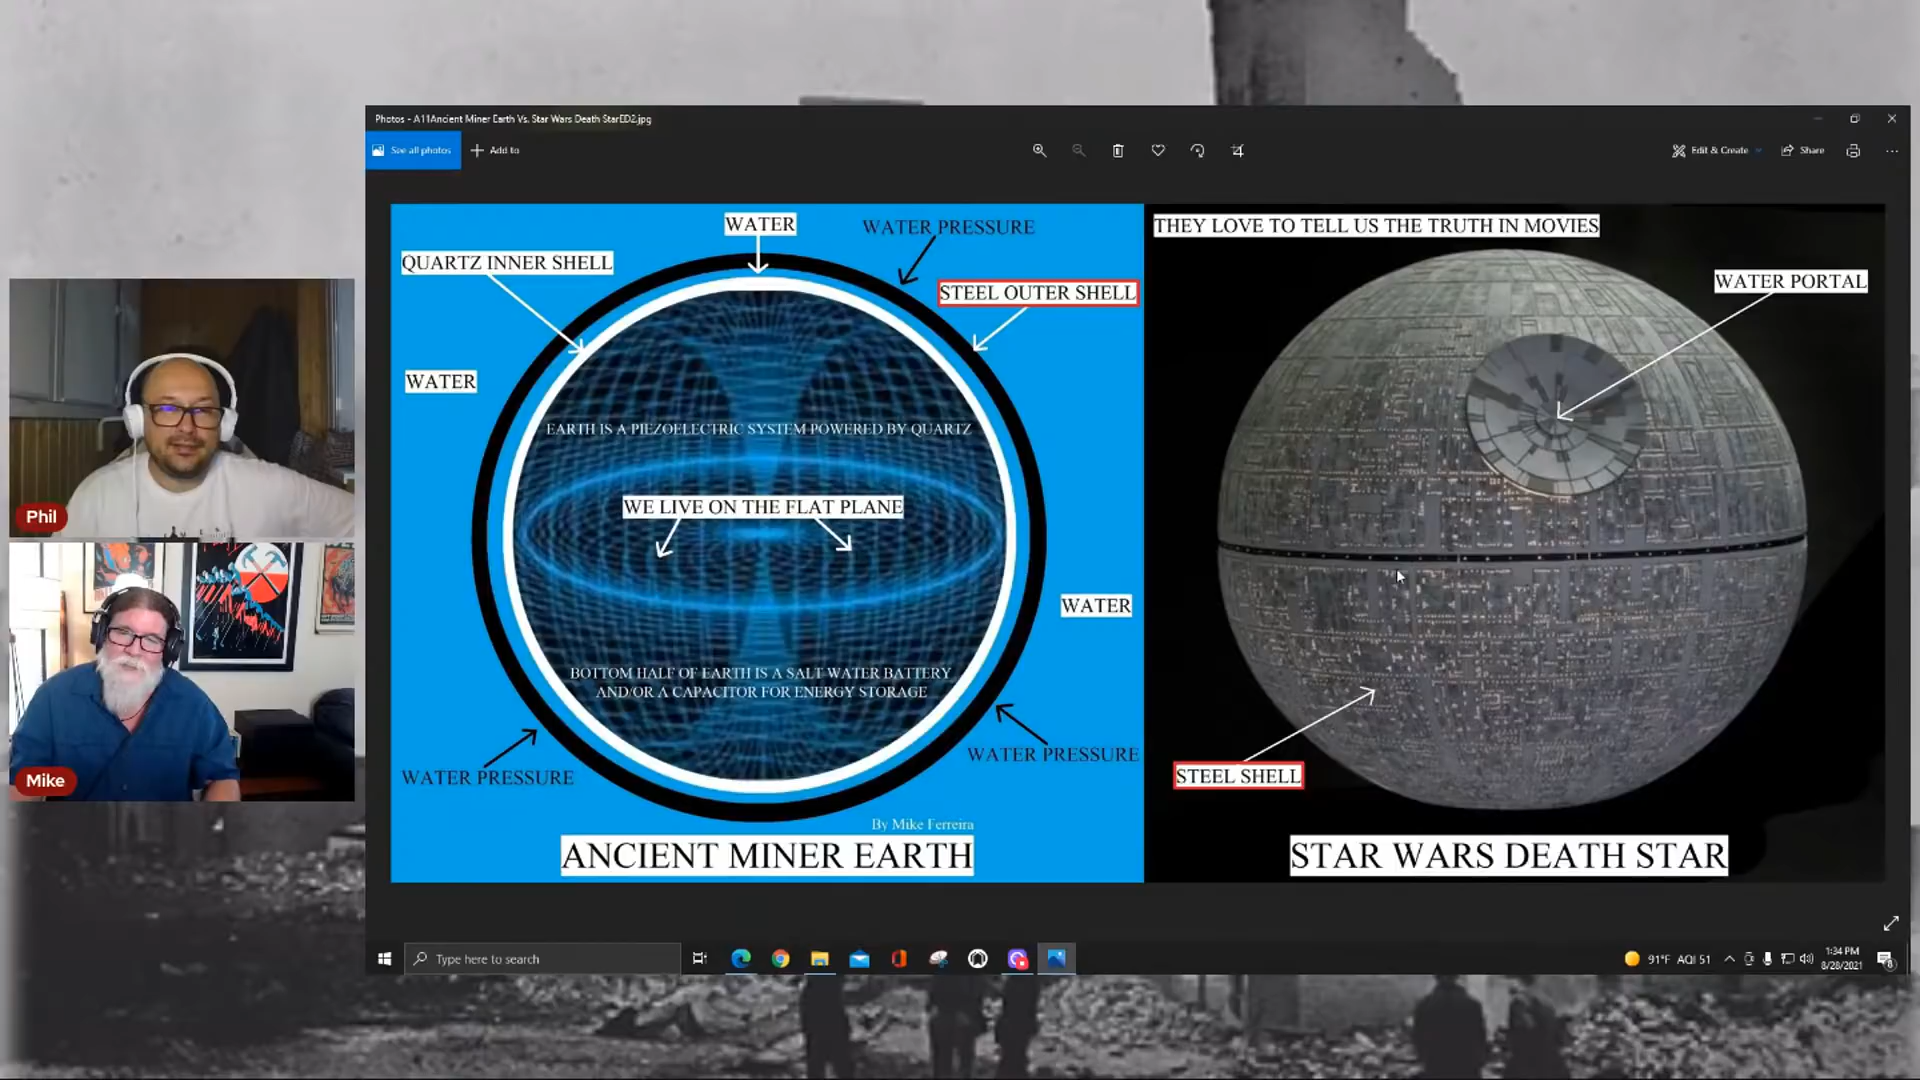 Photos - A11Ancient Miner Earth Vs. Star Wars Death StarED2.jpg
See all photos
Add to
Edit & Create
Share
WATER
WATER PRESSURE
QUARTZ INNER SHELL
STEEL OUTER SHELL
WATER
EARTH IS A PIEZOELECTRIC SYSTEM POWERED BY QUARTZ
WE LIVE ON THE FLAT PLANE
WATER
BOTTOM HALF OF EARTH IS A SALT WATER BATTERY
AND/OR A CAPACITOR FOR ENERGY STORAGE
WATER PRESSURE
WATER PRESSURE
By Mike Ferreira
ANCIENT MINER EARTH
THEY LOVE TO TELL US THE TRUTH IN MOVIES
WATER PORTAL
STEEL SHELL
STAR WARS DEATH STAR
Phil
Mike
Type here to search
91°F AQI 51
1:34 PM
8/28/2021